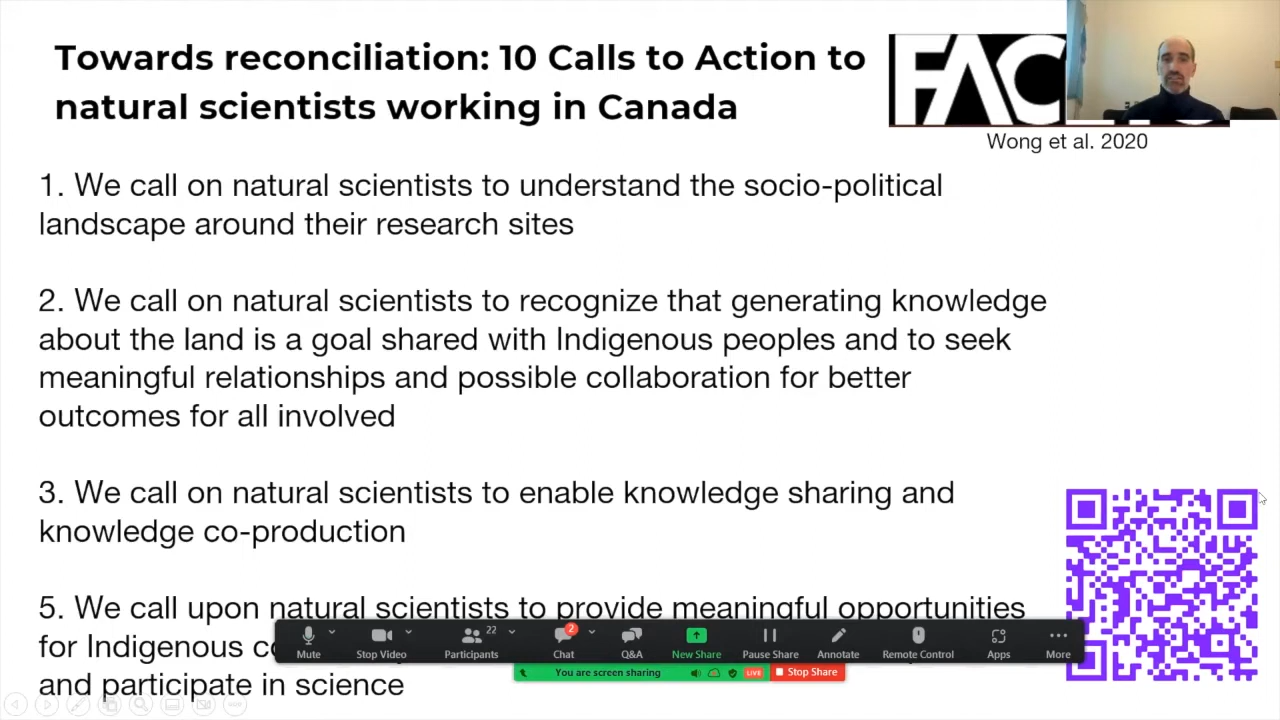 Towards reconciliation: 10 Calls to Action to
natural scientists working in Canada
FAC
Wong et al. 2020
1. We call on natural scientists to understand the socio-political
landscape around their research sites
2. We call on natural scientists to recognize that generating knowledge
about the land is a goal shared with Indigenous peoples and to seek
meaningful relationships and possible collaboration for better
outcomes for all involved
3. We call on natural scientists to enable knowledge sharing and
knowledge co-production
5. We call upon natural scientists to provide meaningful opportunities
for Indigenous
and participate in science
Mute
Stop Video
Participants 22
Chat 2
Q&A
New Share
Pause Share
Annotate
Remote Control
Apps
More
You are screen sharing
LIVE
Stop Share